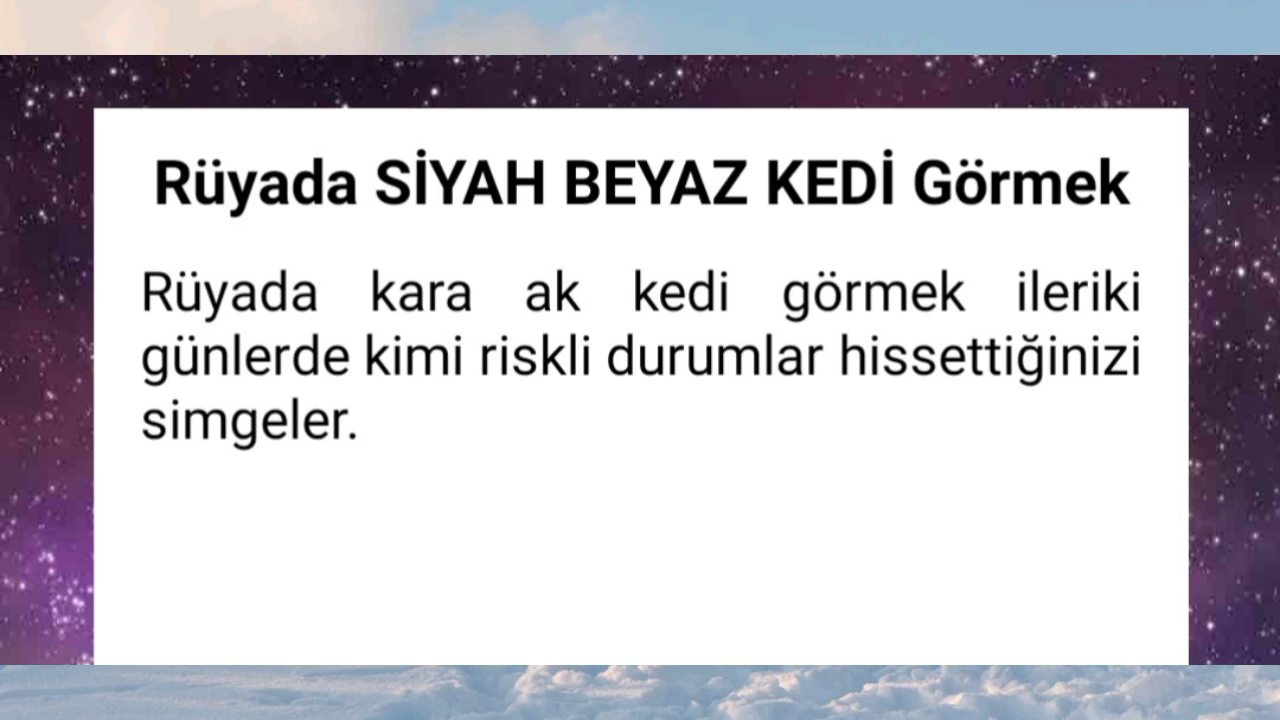 Rüyada SİYAH BEYAZ KEDİ Görmek
Rüyada kara ak kedi görmek ileriki
günlerde kimi riskli durumlar hissettiğinizi
simgeler.